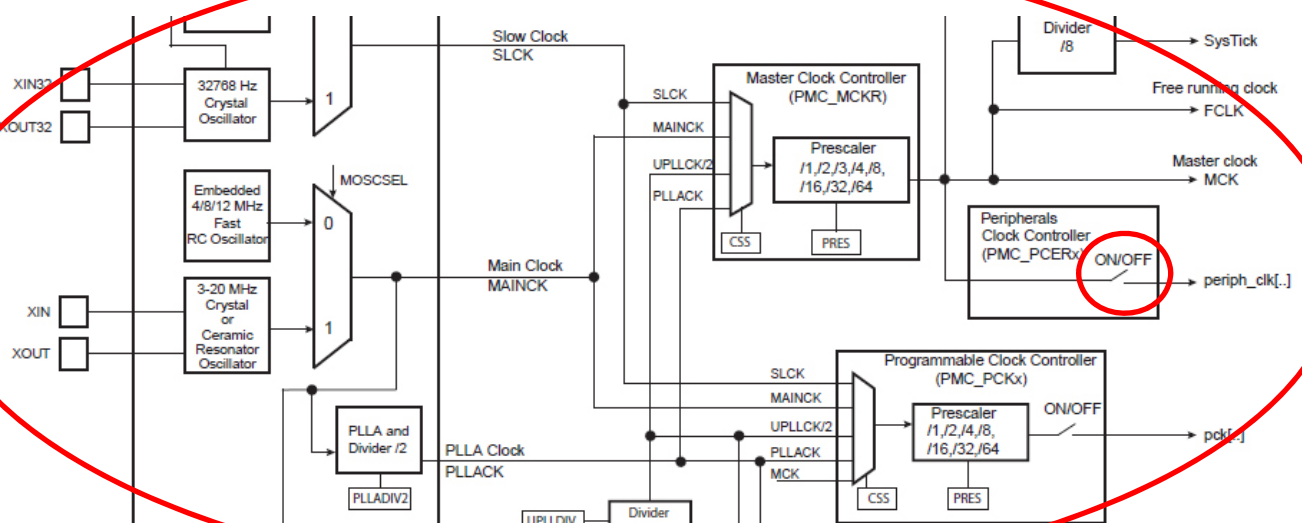 Slow Clock
SLCK
XIN32
XOUT32
32768 Hz
Crystal
Oscillator
1
Embedded
4/8/12 MHz
Fast
RC Oscillator
MOSCSEL
0
3-20 MHz
Crystal
or
Ceramic
Resonator
Oscillator
1
XIN
XOUT
Main Clock
MAINCK
PLLA and
Divider /2
PLLADIV2
PLLA Clock
PLLACK
Master Clock Controller
(PMC_MCKR)
SLCK
MAINCK
UPLLCK/2
PLLACK
Prescaler
/1,/2,/3,/4,/8,
/16,/32,/64
CSS
PRES
Divider
/8
SysTick
Free running clock
FCLK
Master clock
MCK
Peripherals
Clock Controller
(PMC_PCERx)
ON/OFF
periph_clk[..]
Programmable Clock Controller
(PMC_PCKx)
SLCK
MAINCK
UPLLCK/2
PLLACK
MCK
Prescaler
/1,/2,/4,/8,
/16,/32,/64
ON/OFF
pck[..]
CSS
PRES
UPLLDIV
Divider